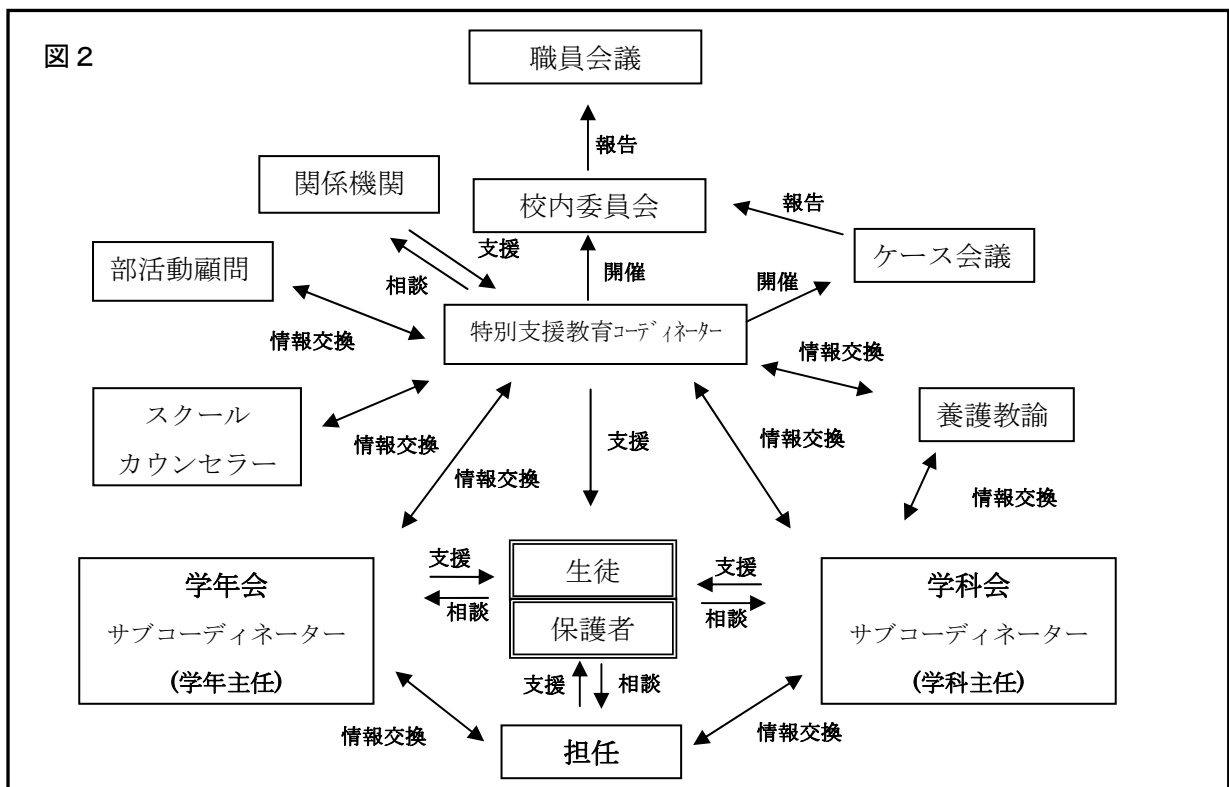 図２
職員会議
報告
関係機関
校内委員会
報告
支援
ケース会議
部活動顧問
相談
開催
開催
特別支援教育ｺｰﾃﾞｨﾈｰﾀｰ
情報交換
情報交換
スクール
カウンセラー
情報交換
情報交換
支援
情報交換
養護教諭
情報交換
学年会
サブコーディネーター
(学年主任)
支援
相談
生徒
保護者
支援
相談
学科会
サブコーディネーター
(学科主任)
支援
相談
情報交換
担任
情報交換